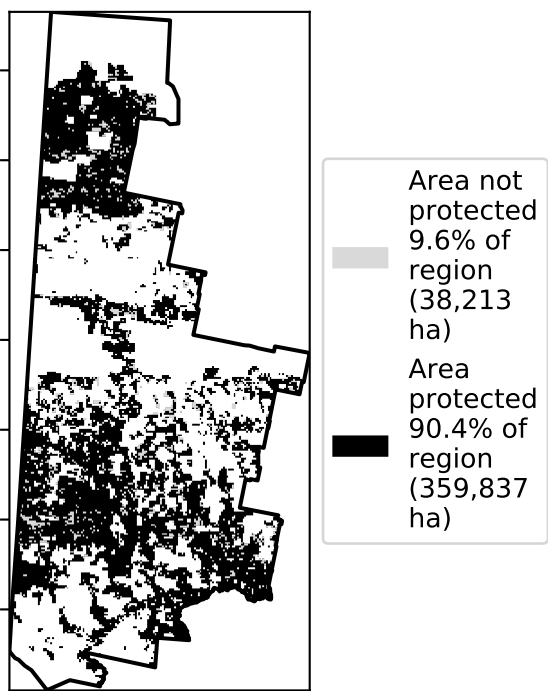 Area not
protected
9.6% of
region
(38,213
ha)
Area
protected
90.4% of
region
(359,837
ha)